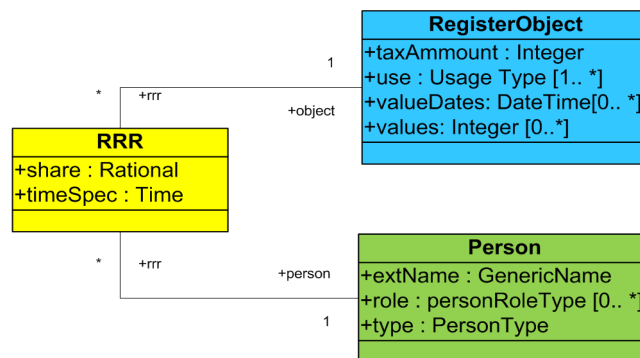 RegisterObject
+taxAmmount : Integer
+use : Usage Type [1.. *]
+valueDates: DateTime[0.. *]
+values: Integer [0..*]
1
* +rrr
+object
RRR
+share : Rational
+timeSpec : Time
* +rrr
+person
1
Person
+extName : GenericName
+role : personRoleType [0.. *]
+type : PersonType